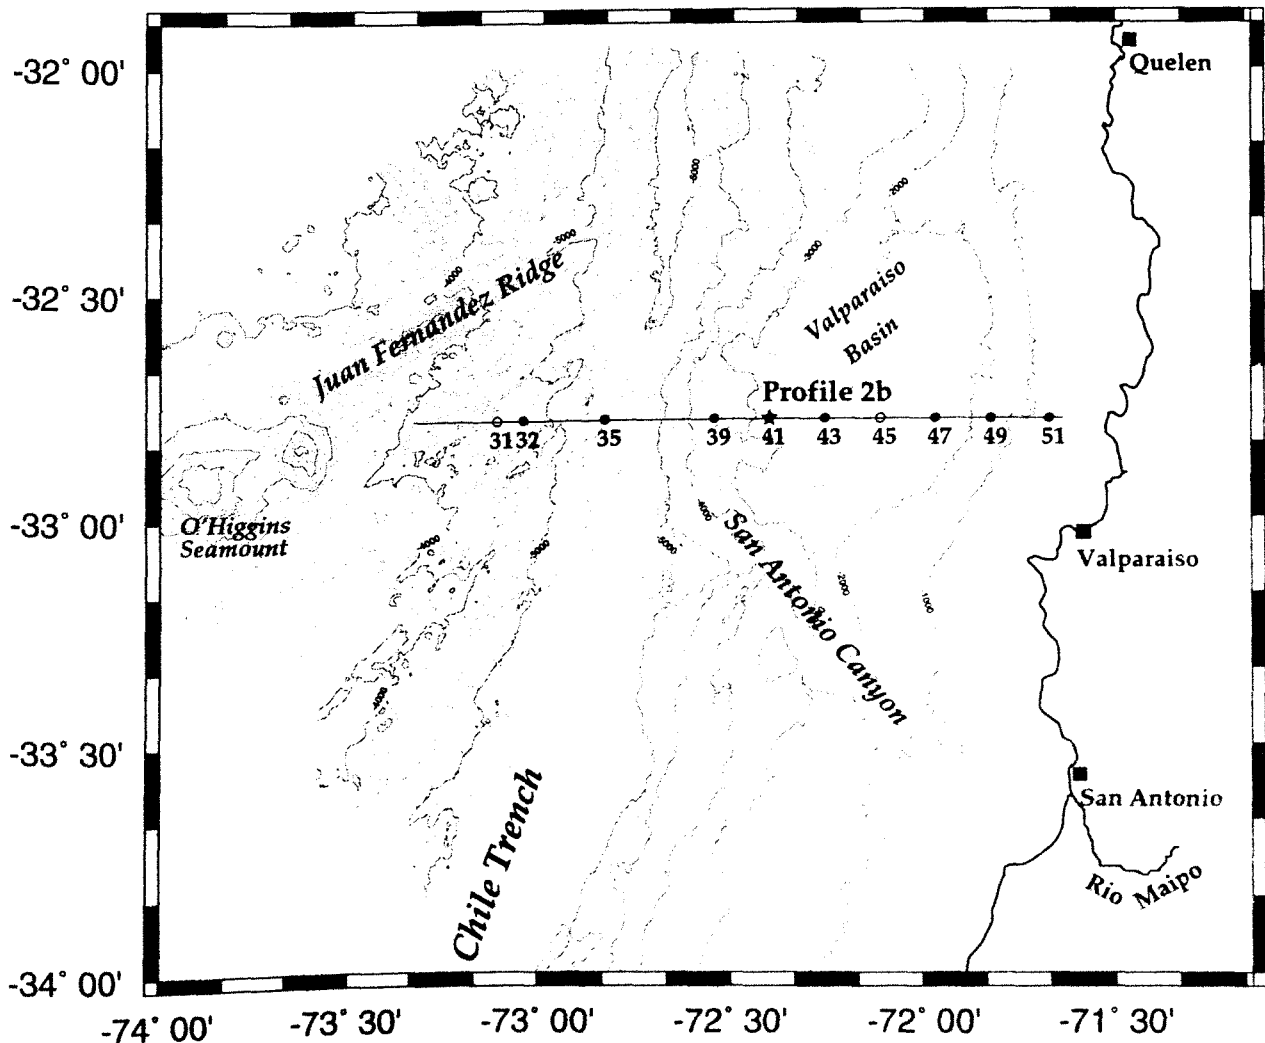 -32° 00'
Quelen
-6000
-2000
-5000
-3000
-4000
-32° 30'
Juan Fernandez Ridge
Valparaiso
Basin
Profile 2b
31 32 35 39 41 43 45 47 49 51
O'Higgins
Seamount
-33° 00'
-4000
-5000
-4000
San Antonio Canyon
Valparaiso
-2000
1000
-4000
-33° 30'
Chile Trench
San Antonio
Rio Maipo
-34° 00'
-74° 00' -73° 30' -73° 00' -72° 30' -72° 00' -71° 30'